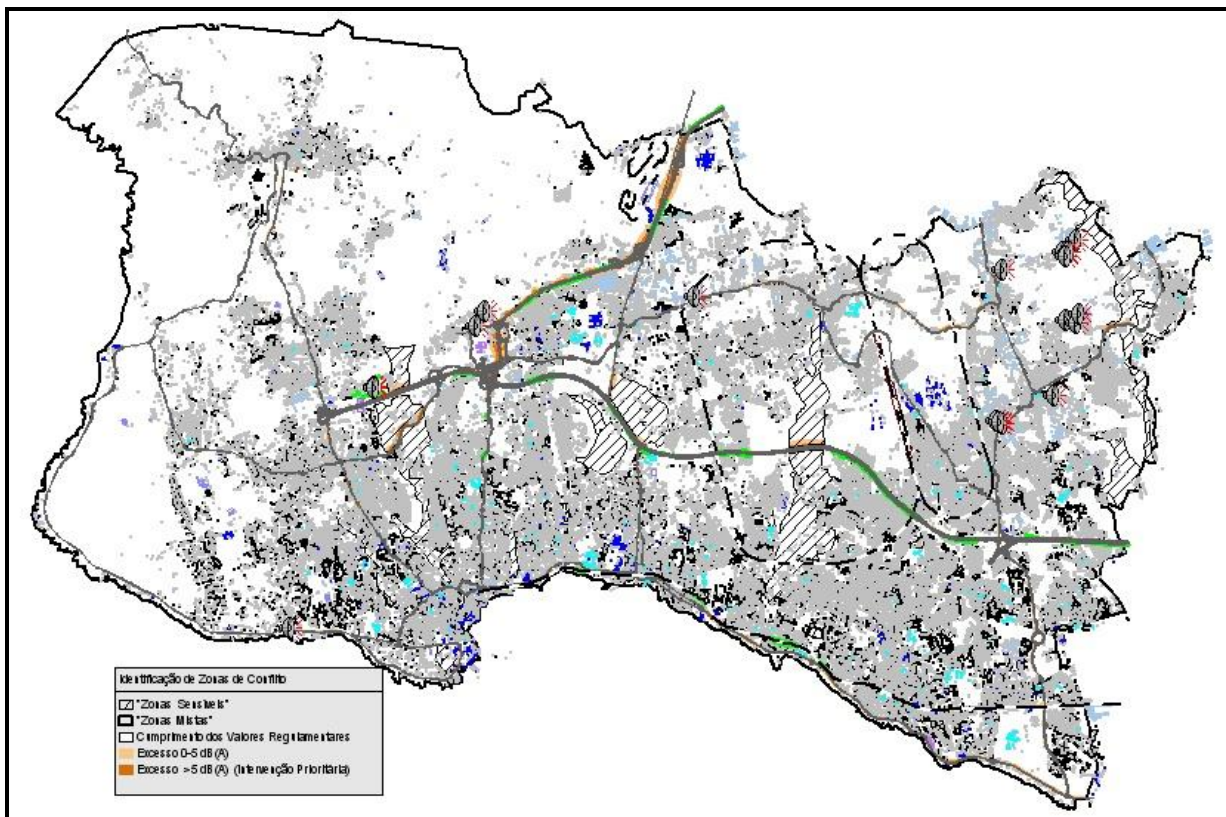 Identificação de Zonas de Conflito
"Zonas Sensíveis"
"Zonas Mistas"
Cumprimento dos Valores Regulamentares
Excesso 0-5 dB(A)
Excesso >5 dB(A) (Intervenção Prioritária)